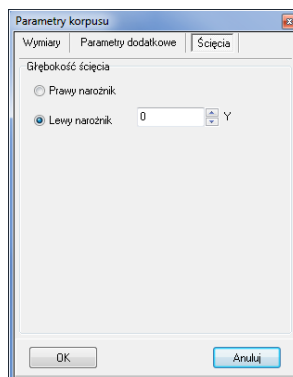 Parametry korpusu
Wymiary Parametry dodatkowe Ścięcia
Głębokość ścięcia
Prawy narożnik
Lewy narożnik 0 Y
OK Anuluj